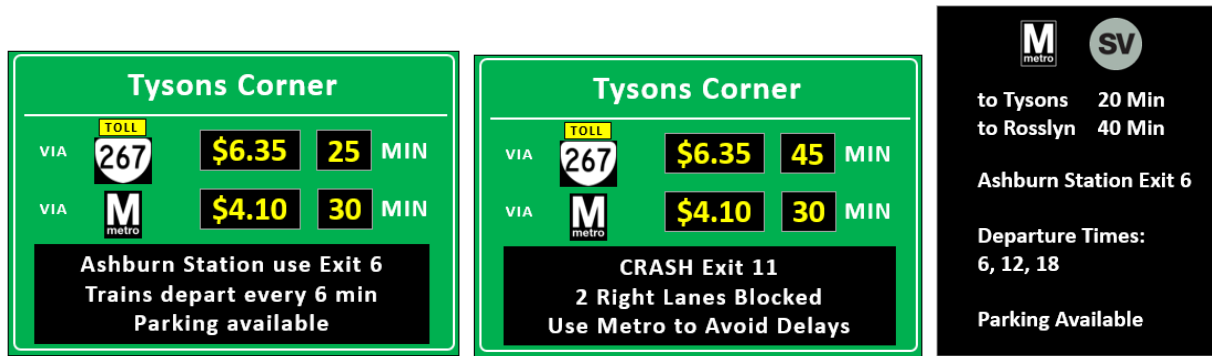 Tysons Corner
TOLL
VIA 267 $6.35 25 MIN
VIA M metro $4.10 30 MIN
Ashburn Station use Exit 6
Trains depart every 6 min
Parking available
Tysons Corner
TOLL
VIA 267 $6.35 45 MIN
VIA M metro $4.10 30 MIN
CRASH Exit 11
2 Right Lanes Blocked
Use Metro to Avoid Delays
M metro SV
to Tysons 20 Min
to Rosslyn 40 Min
Ashburn Station Exit 6
Departure Times:
6, 12, 18
Parking Available